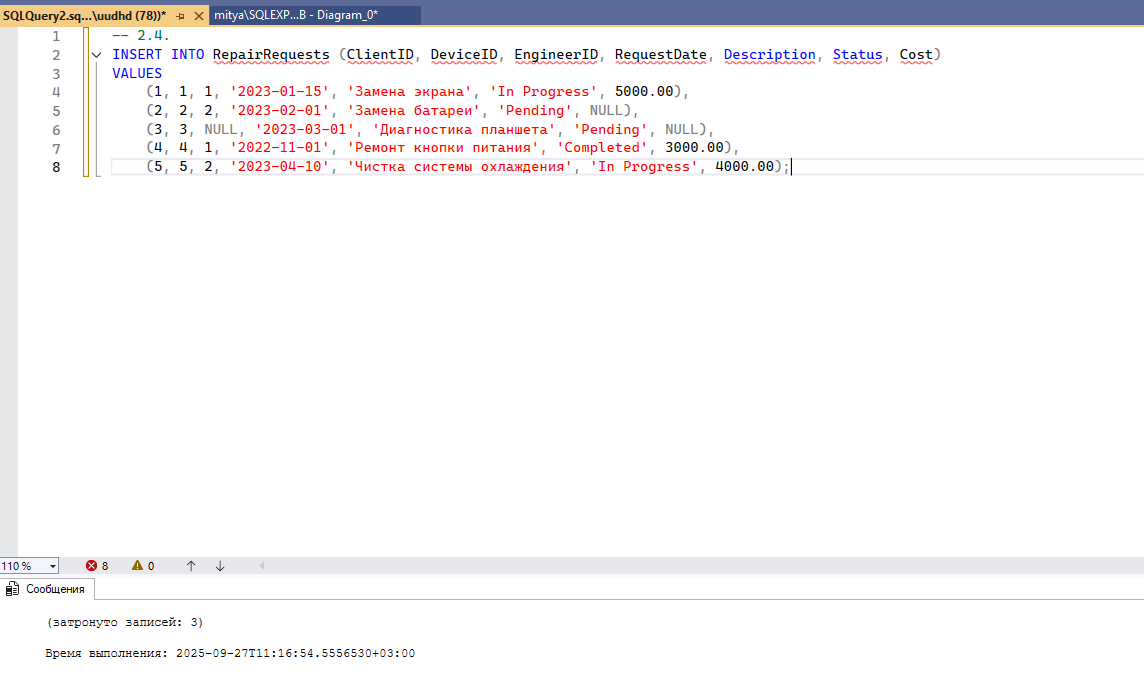 SQLQuery2.sq...\uudhd (78))* mitya\SQLEXP...B - Diagram_0*
1 -- 2.4.
2 INSERT INTO RepairRequests (ClientID, DeviceID, EngineerID, RequestDate, Description, Status, Cost)
3 VALUES
4 (1, 1, 1, '2023-01-15', 'Замена экрана', 'In Progress', 5000.00),
5 (2, 2, 2, '2023-02-01', 'Замена батареи', 'Pending', NULL),
6 (3, 3, NULL, '2023-03-01', 'Диагностика планшета', 'Pending', NULL),
7 (4, 4, 1, '2022-11-01', 'Ремонт кнопки питания', 'Completed', 3000.00),
8 (5, 5, 2, '2023-04-10', 'Чистка системы охлаждения', 'In Progress', 4000.00);
110 % 8 0
Сообщения
(затронуто записей: 3)
Время выполнения: 2025-09-27T11:16:54.5556530+03:00